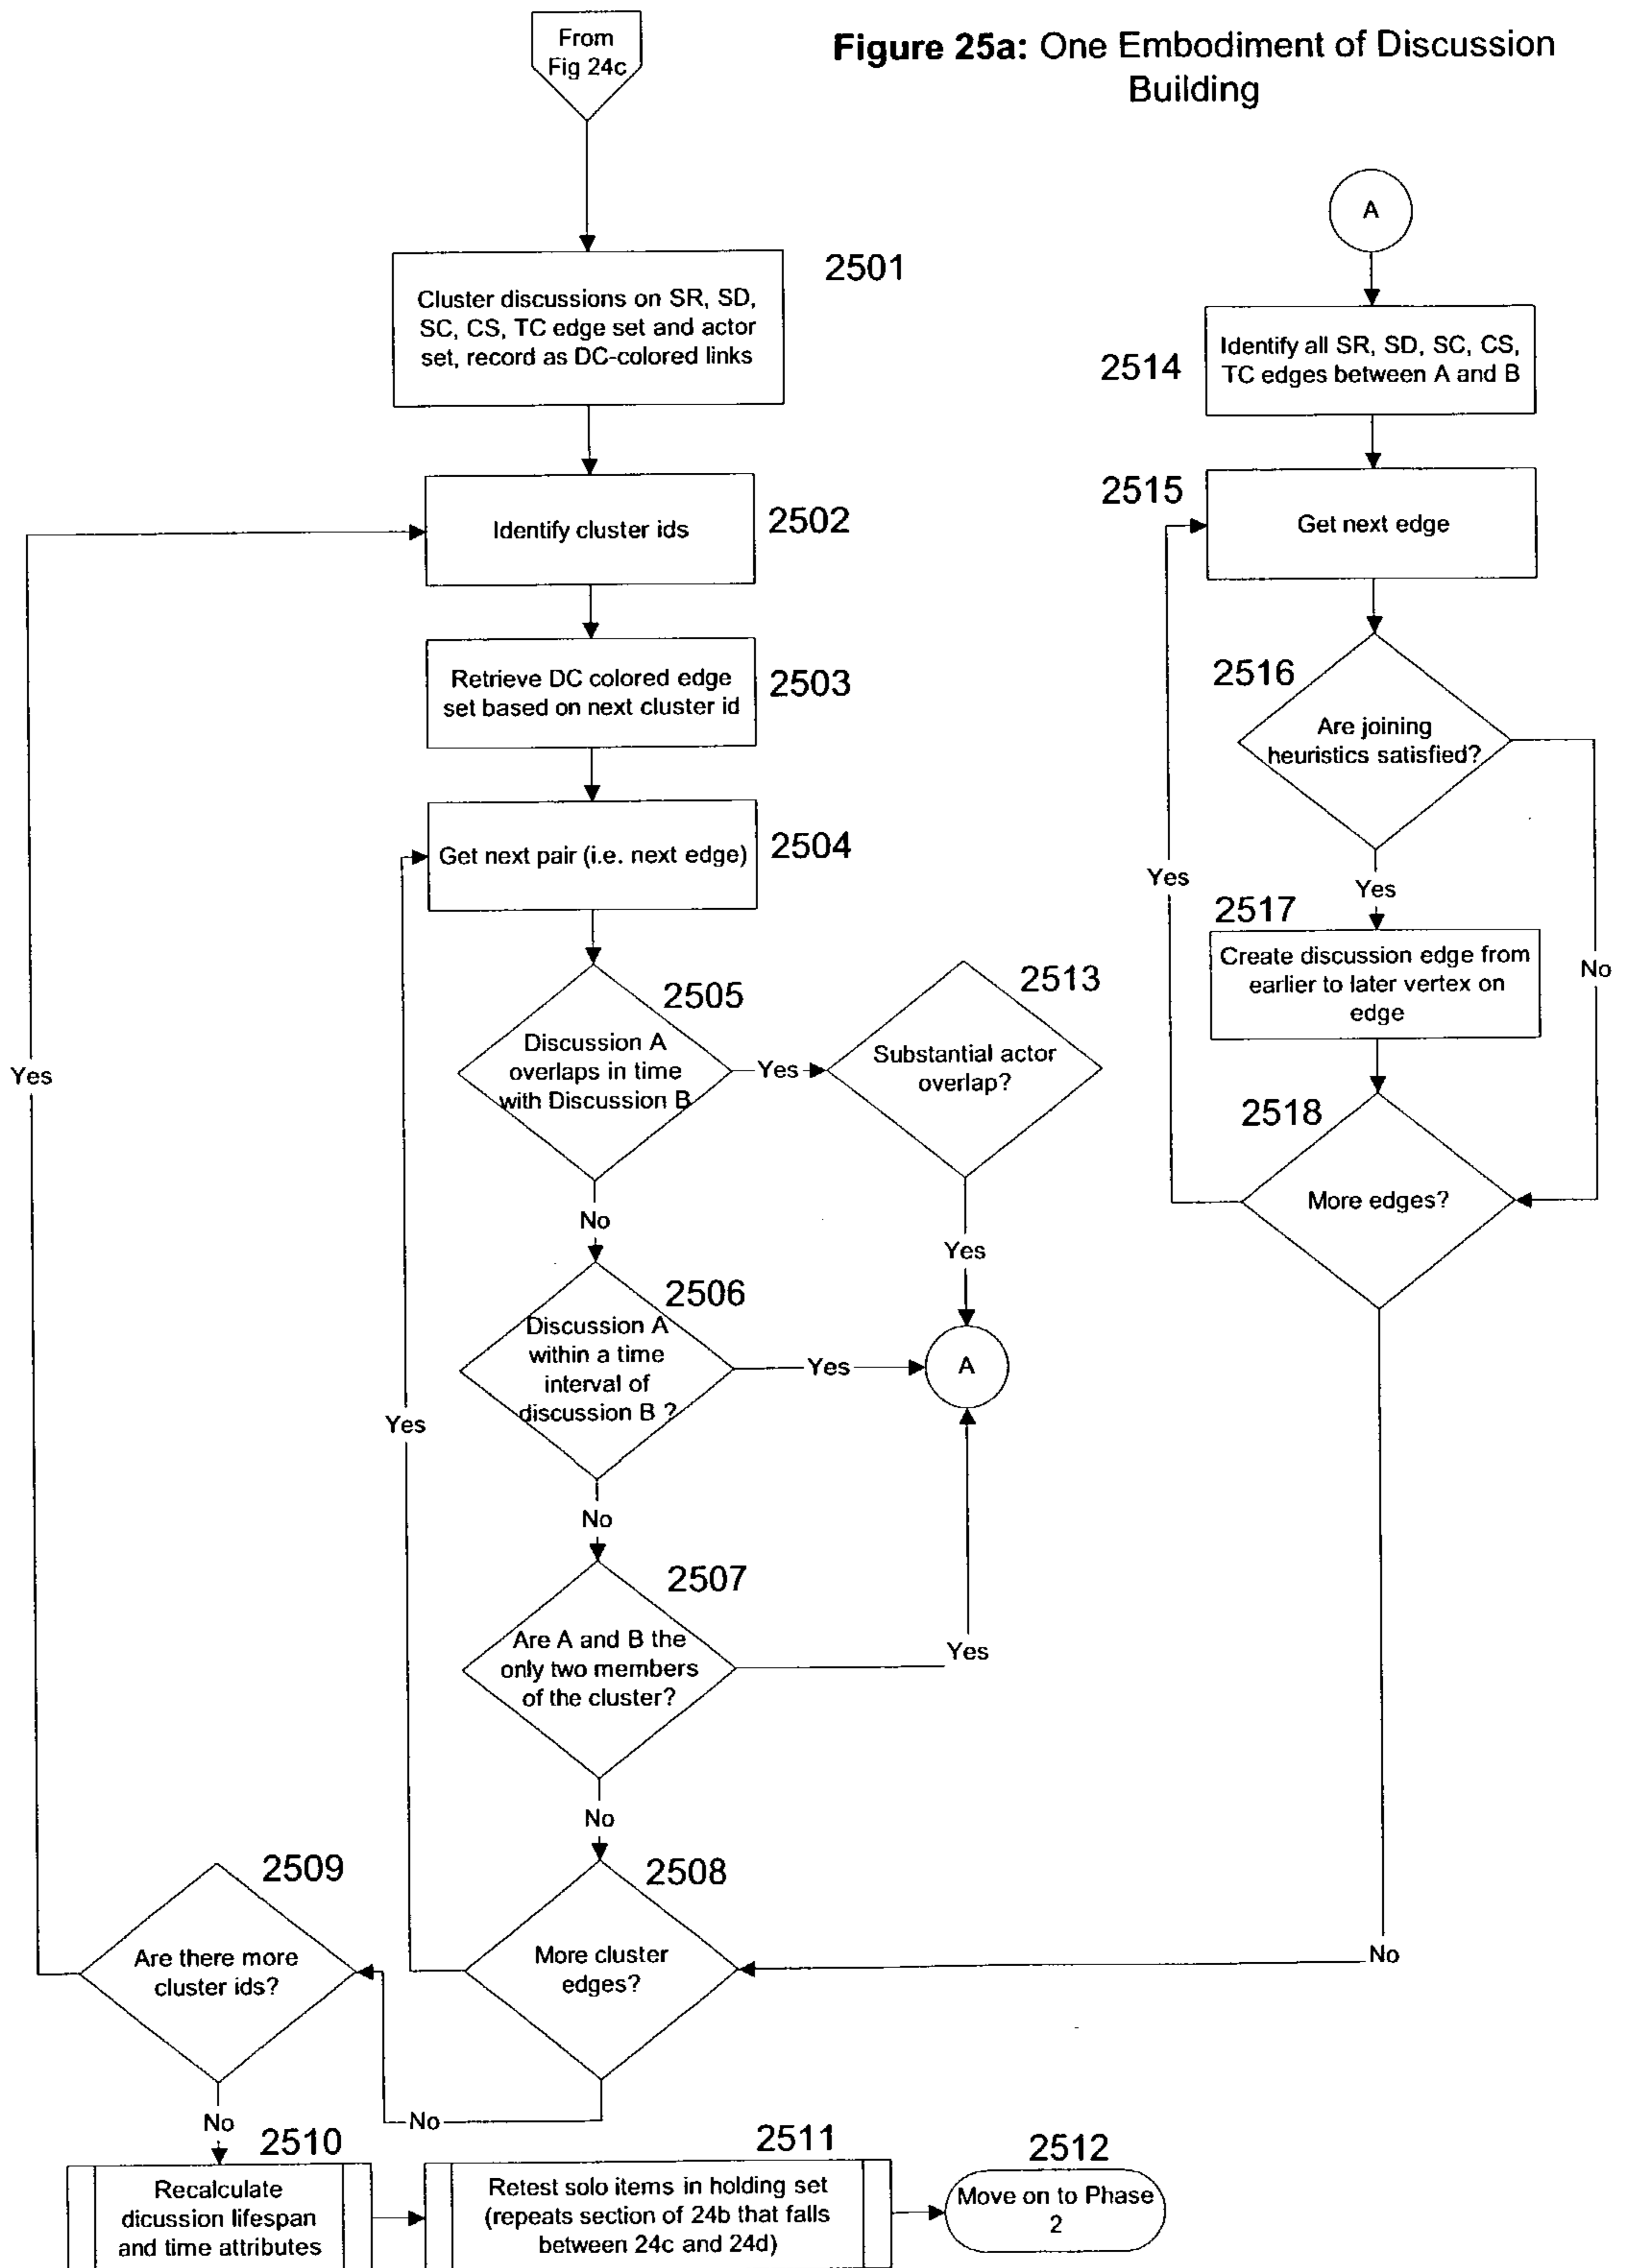 Figure 25a: One Embodiment of Discussion
Building
From
Fig 24c
2501
Cluster discussions on SR, SD,
SC, CS, TC edge set and actor
set, record as DC-colored links
Identify cluster ids
2502
Retrieve DC colored edge
set based on next cluster id
2503
Get next pair (i.e. next edge)
2504
2505
Discussion A
overlaps in time
with Discussion B
Yes
2513
Substantial actor
overlap?
Yes
No
2506
Discussion A
within a time
interval of
discussion B ?
Yes
A
No
2507
Are A and B the
only two members
of the cluster?
Yes
No
2508
More cluster
edges?
Yes
No
2509
Are there more
cluster ids?
Yes
No
2510
Recalculate
dicussion lifespan
and time attributes
2511
Retest solo items in holding set
(repeats section of 24b that falls
between 24c and 24d)
2512
Move on to Phase
2
A
2514
Identify all SR, SD, SC, CS,
TC edges between A and B
2515
Get next edge
2516
Are joining
heuristics satisfied?
Yes
No
2517
Create discussion edge from
earlier to later vertex on
edge
2518
More edges?
Yes
No